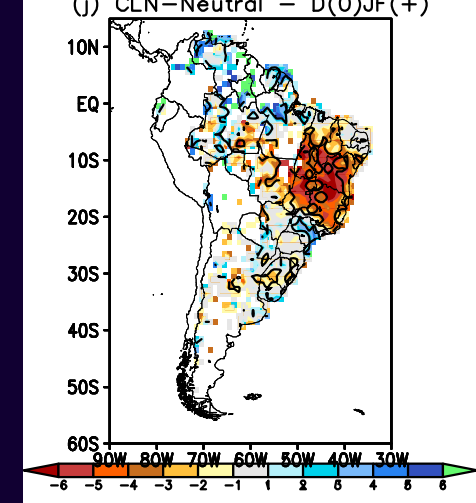 (j) CLN-Neutral - D(0)JF(+)
10N
EQ
10S
20S
30S
40S
50S
60S
90W 80W 70W 60W 50W 40W 30W
-6 -5 -4 -3 -2 -1 1 2 3 4 5 6